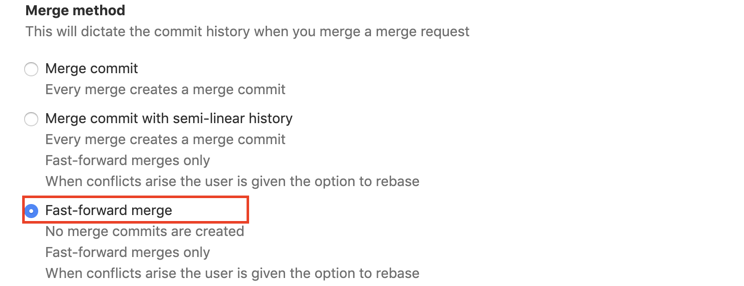 Merge method
This will dictate the commit history when you merge a merge request
Merge commit
Every merge creates a merge commit
Merge commit with semi-linear history
Every merge creates a merge commit
Fast-forward merges only
When conflicts arise the user is given the option to rebase
Fast-forward merge
No merge commits are created
Fast-forward merges only
When conflicts arise the user is given the option to rebase